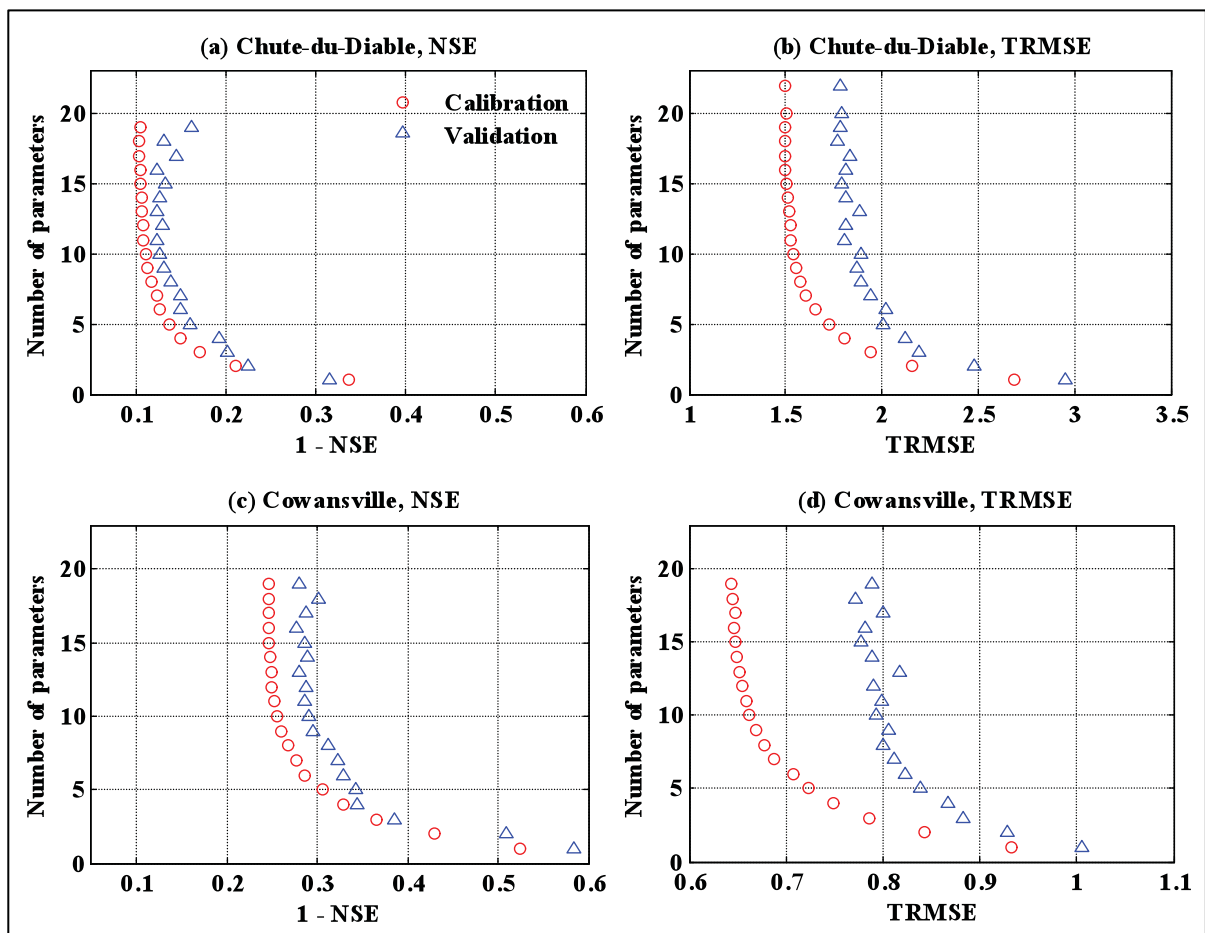 (a) Chute-du-Diable, NSE
Number of parameters
20
15
10
5
0
0.1 0.2 0.3 0.4 0.5 0.6
1 - NSE
Calibration
Validation
(b) Chute-du-Diable, TRMSE
Number of parameters
20
15
10
5
0
1 1.5 2 2.5 3 3.5
TRMSE
(c) Cowansville, NSE
Number of parameters
20
15
10
5
0
0.1 0.2 0.3 0.4 0.5 0.6
1 - NSE
(d) Cowansville, TRMSE
Number of parameters
20
15
10
5
0
0.6 0.7 0.8 0.9 1 1.1
TRMSE